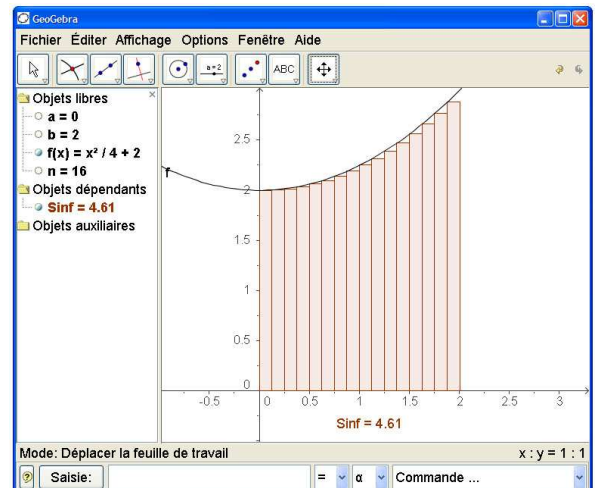 GeoGebra
Fichier Éditer Affichage Options Fenêtre Aide
a=2 ABC
Objets libres
a = 0
b = 2
f(x) = x² / 4 + 2
n = 16
Objets dépendants
Sinf = 4.61
Objets auxiliaires
f
2.5
2
1.5
1
0.5
0
-0.5 0 0.5 1 1.5 2 2.5 3
Sinf = 4.61
Mode: Déplacer la feuille de travail x : y = 1 : 1
Saisie: = α Commande ...